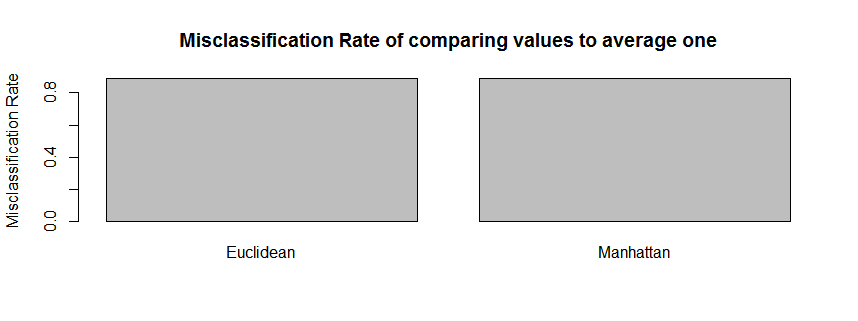 Misclassification Rate of comparing values to average one
Misclassification Rate
0.8
0.4
0.0
Euclidean
Manhattan